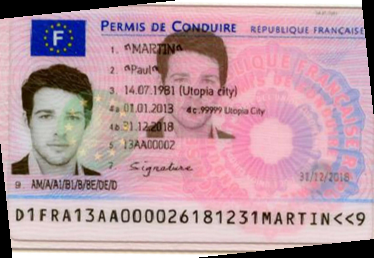 F
PERMIS DE CONDUIRE RÉPUBLIQUE FRANÇAISE
1. MARTIN
2. Paul
3. 14.07.1981 (Utopia city)
4a 01.01.2013 4c.99999 Utopia City
4b 31.12.2018
5. 13AA00002
7. Signature
31/12/2018
9. AM/A/A1/B1/B/BE/DE/D
D1FRA13AA000026181231MARTIN<<9